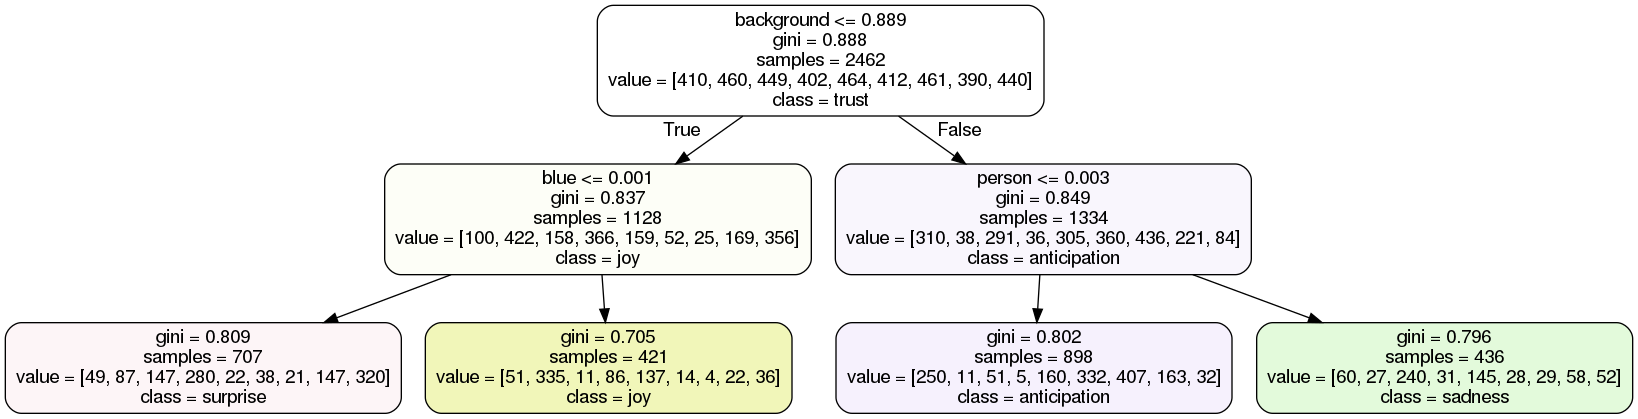 background <= 0.889
gini = 0.888
samples = 2462
value = [410, 460, 449, 402, 464, 412, 461, 390, 440]
class = trust
True
False
blue <= 0.001
gini = 0.837
samples = 1128
value = [100, 422, 158, 366, 159, 52, 25, 169, 356]
class = joy
person <= 0.003
gini = 0.849
samples = 1334
value = [310, 38, 291, 36, 305, 360, 436, 221, 84]
class = anticipation
gini = 0.809
samples = 707
value = [49, 87, 147, 280, 22, 38, 21, 147, 320]
class = surprise
gini = 0.705
samples = 421
value = [51, 335, 11, 86, 137, 14, 4, 22, 36]
class = joy
gini = 0.802
samples = 898
value = [250, 11, 51, 5, 160, 332, 407, 163, 32]
class = anticipation
gini = 0.796
samples = 436
value = [60, 27, 240, 31, 145, 28, 29, 58, 52]
class = sadness